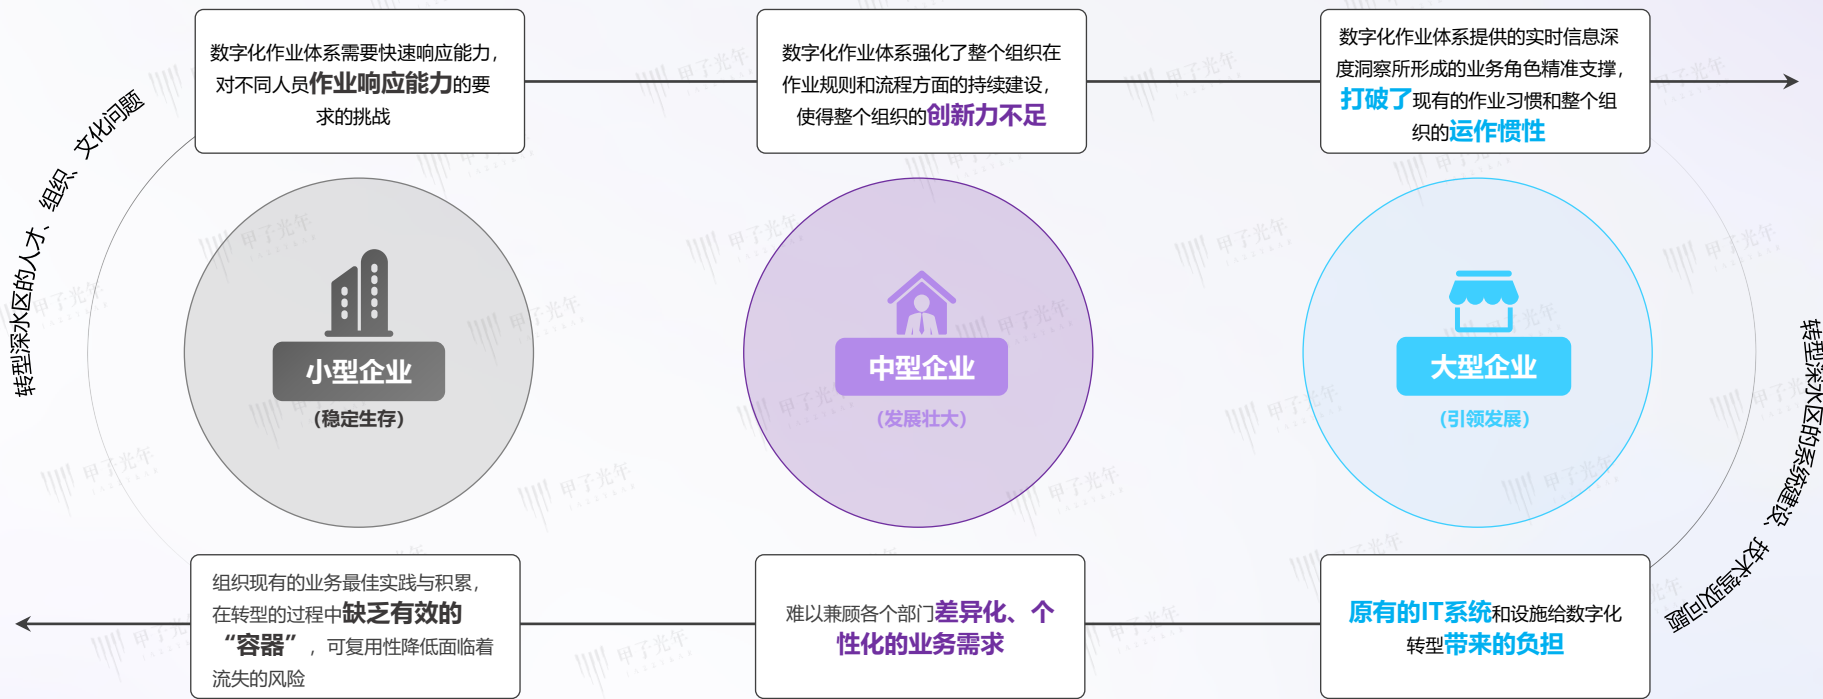 数字化作业体系需要快速响应能力，
对不同人员作业响应能力的要
求的挑战
数字化作业体系强化了整个组织在
作业规则和流程方面的持续建设，
使得整个组织的创新力不足
数字化作业体系提供的实时信息深
度洞察所形成的业务角色精准支撑，
打破了现有的作业习惯和整个组
织的运作惯性
转型深水区的人才、组织、文化问题
小型企业
(稳定生存)
中型企业
(发展壮大)
大型企业
(引领发展)
转型深水区的系统建设、技术驾驭问题
组织现有的业务最佳实践与积累，
在转型的过程中缺乏有效的
“容器”，可复用性降低面临着
流失的风险
难以兼顾各个部门差异化、个
性化的业务需求
原有的IT系统和设施给数字化
转型带来的负担
甲子光年